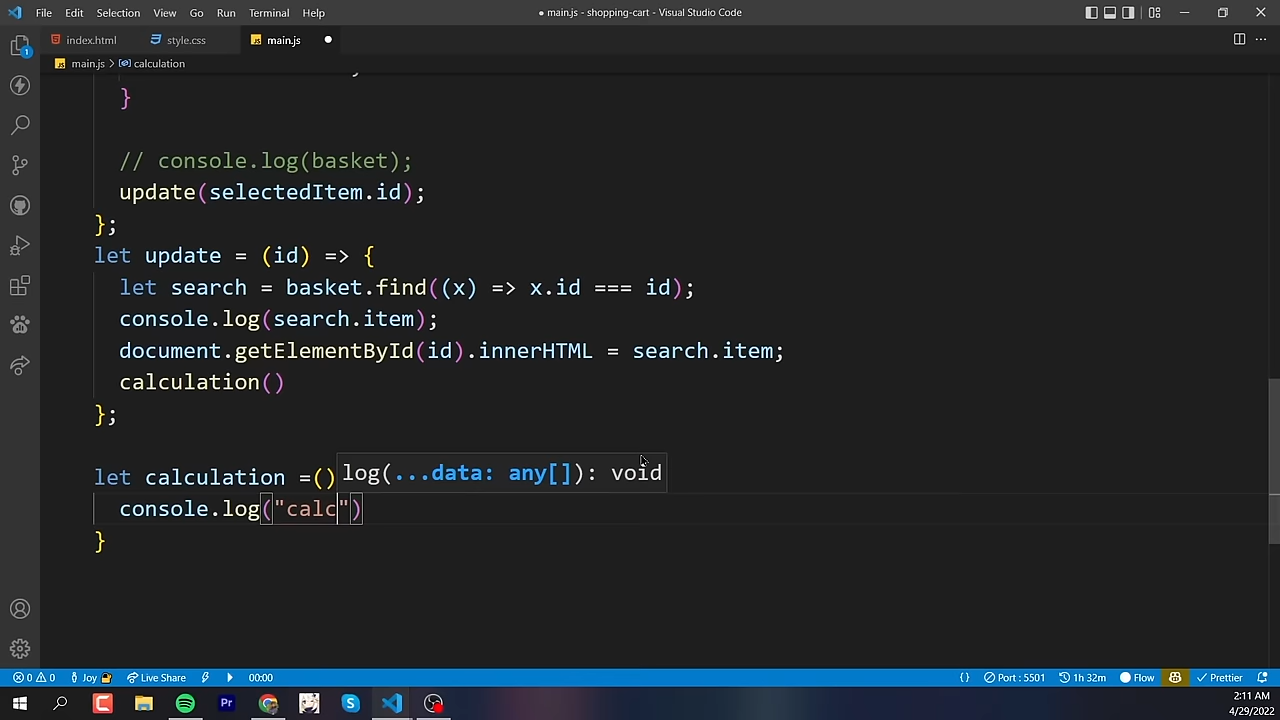 File Edit Selection View Go Run Terminal Help
● main.js - shopping-cart - Visual Studio Code
index.html style.css main.js ●
main.js > calculation
}
// console.log(basket);
update(selectedItem.id);
};
let update = (id) => {
let search = basket.find((x) => x.id === id);
console.log(search.item);
document.getElementById(id).innerHTML = search.item;
calculation()
};
let calculation =()
log(...data: any[]): void
console.log("calc")
}
1
0 0 Joy Live Share 00:00 {} Port : 5501 1h 32m Flow Prettier
2:11 AM
4/29/2022